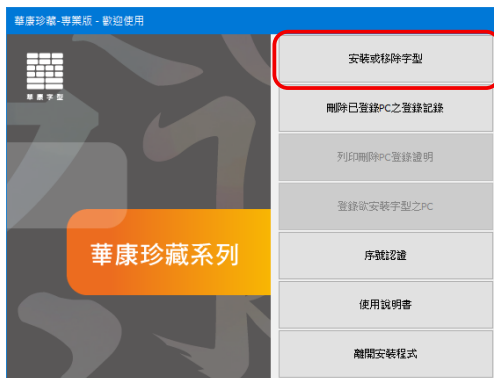 華康珍藏-專業版 - 歡迎使用
華康字型
華康珍藏系列
安裝或移除字型
刪除已登錄PC之登錄記錄
列印刪除PC登錄證明
登錄欲安裝字型之PC
序號認證
使用說明書
離開安裝程式